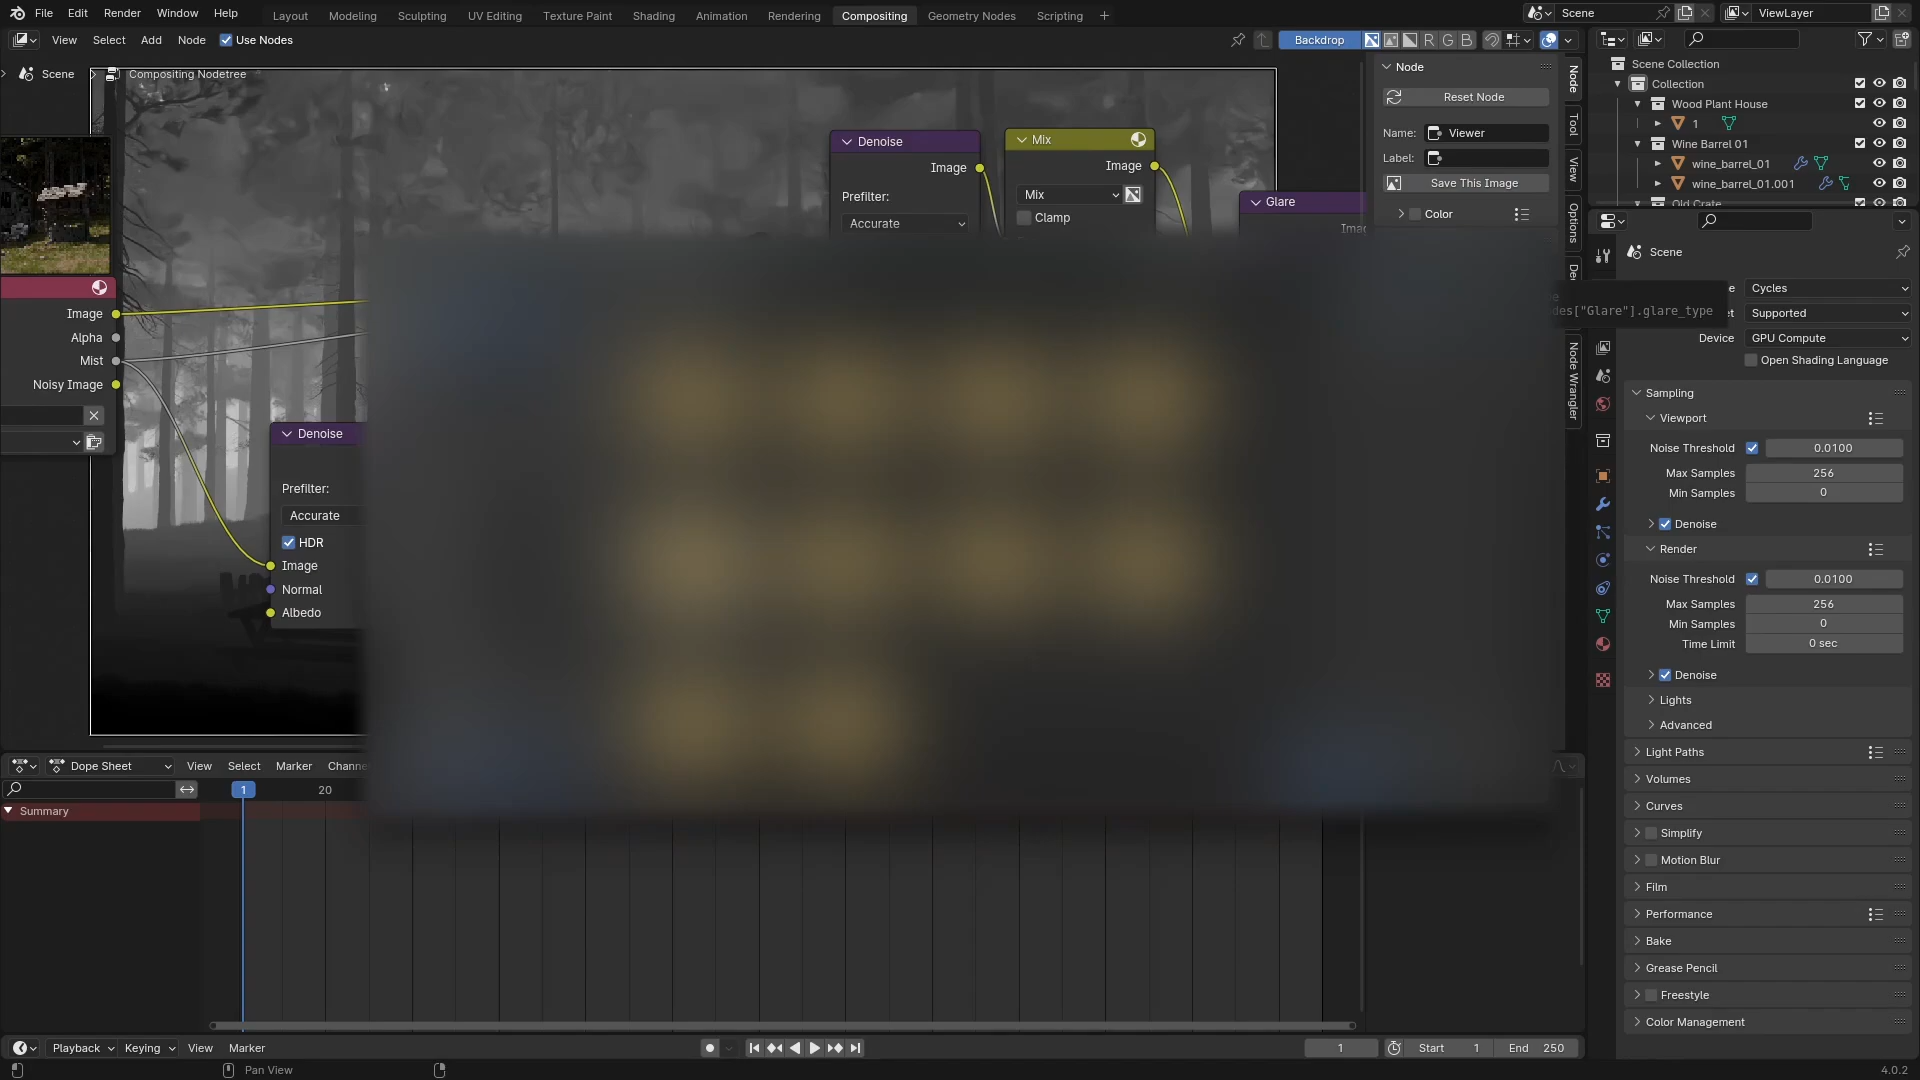 File Edit Render Window Help Layout Modeling Sculpting UV Editing Texture Paint Shading Animation Rendering Compositing Geometry Nodes Scripting + Scene ViewLayer
View Select Add Node Use Nodes Backdrop R G B
Scene Compositing Nodetree
Denoise
Image
Prefilter:
Accurate
Mix
Image
Mix
Clamp
Glare
Image
Alpha
Mist
Noisy Image
Denoise
Prefilter:
Accurate
HDR
Image
Normal
Albedo
Node
Reset Node
Name: Viewer
Label:
Save This Image
Color
Node
Tool
View
Options
Node Wrangler
des["Glare"].glare_type
Scene Collection
Collection
Wood Plant House
1
Wine Barrel 01
wine_barrel_01
wine_barrel_01.001
Old Crate
Scene
Cycles
Supported
Device GPU Compute
Open Shading Language
Sampling
Viewport
Noise Threshold 0.0100
Max Samples 256
Min Samples 0
Denoise
Render
Noise Threshold 0.0100
Max Samples 256
Min Samples 0
Time Limit 0 sec
Denoise
Lights
Advanced
Light Paths
Volumes
Curves
Simplify
Motion Blur
Film
Performance
Bake
Grease Pencil
Freestyle
Color Management
Dope Sheet View Select Marker
1 20
Summary
Playback Keying View Marker 1 Start 1 End 250
Pan View 4.0.2